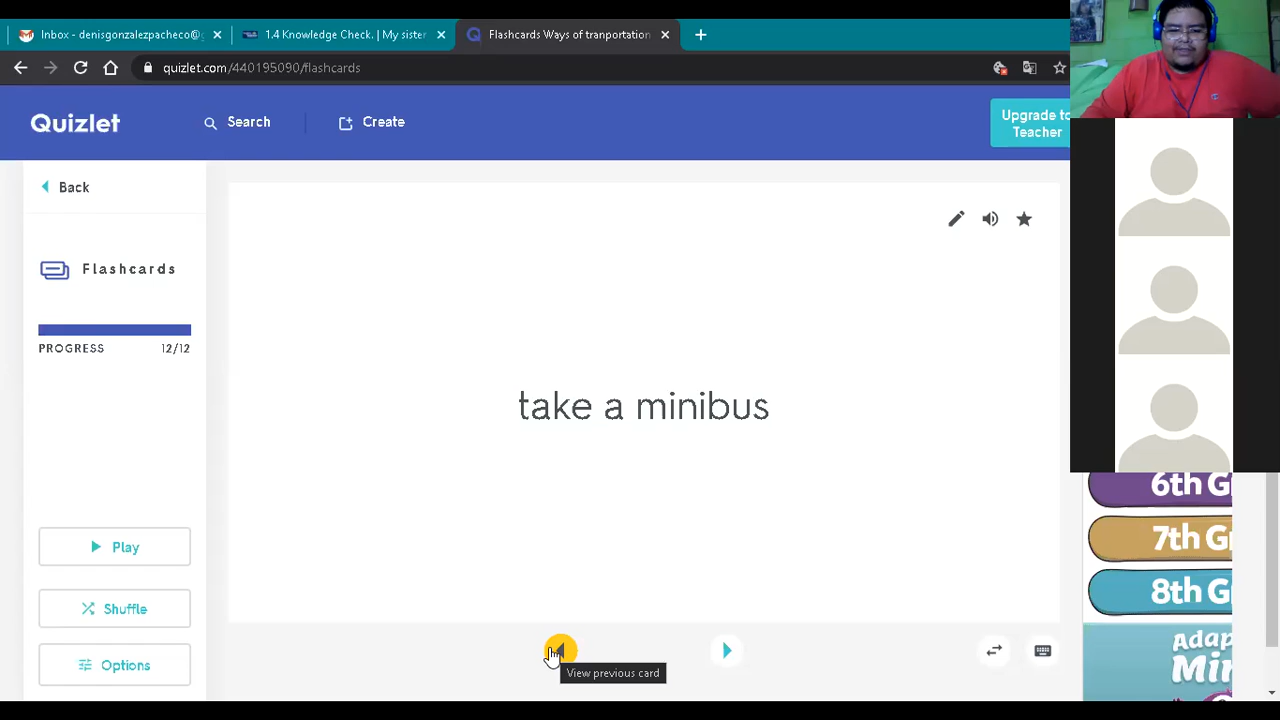 Inbox - denisgonzalezpacheco@g
1.4 Knowledge Check. | My sister
Flashcards Ways of tranportation
quizlet.com/440195090/flashcards
Quizlet
Search
Create
Upgrade to
Teacher
Back
Flashcards
PROGRESS 12/12
take a minibus
Play
Shuffle
Options
View previous card
6th G
7th G
8th G
Adap
Mi